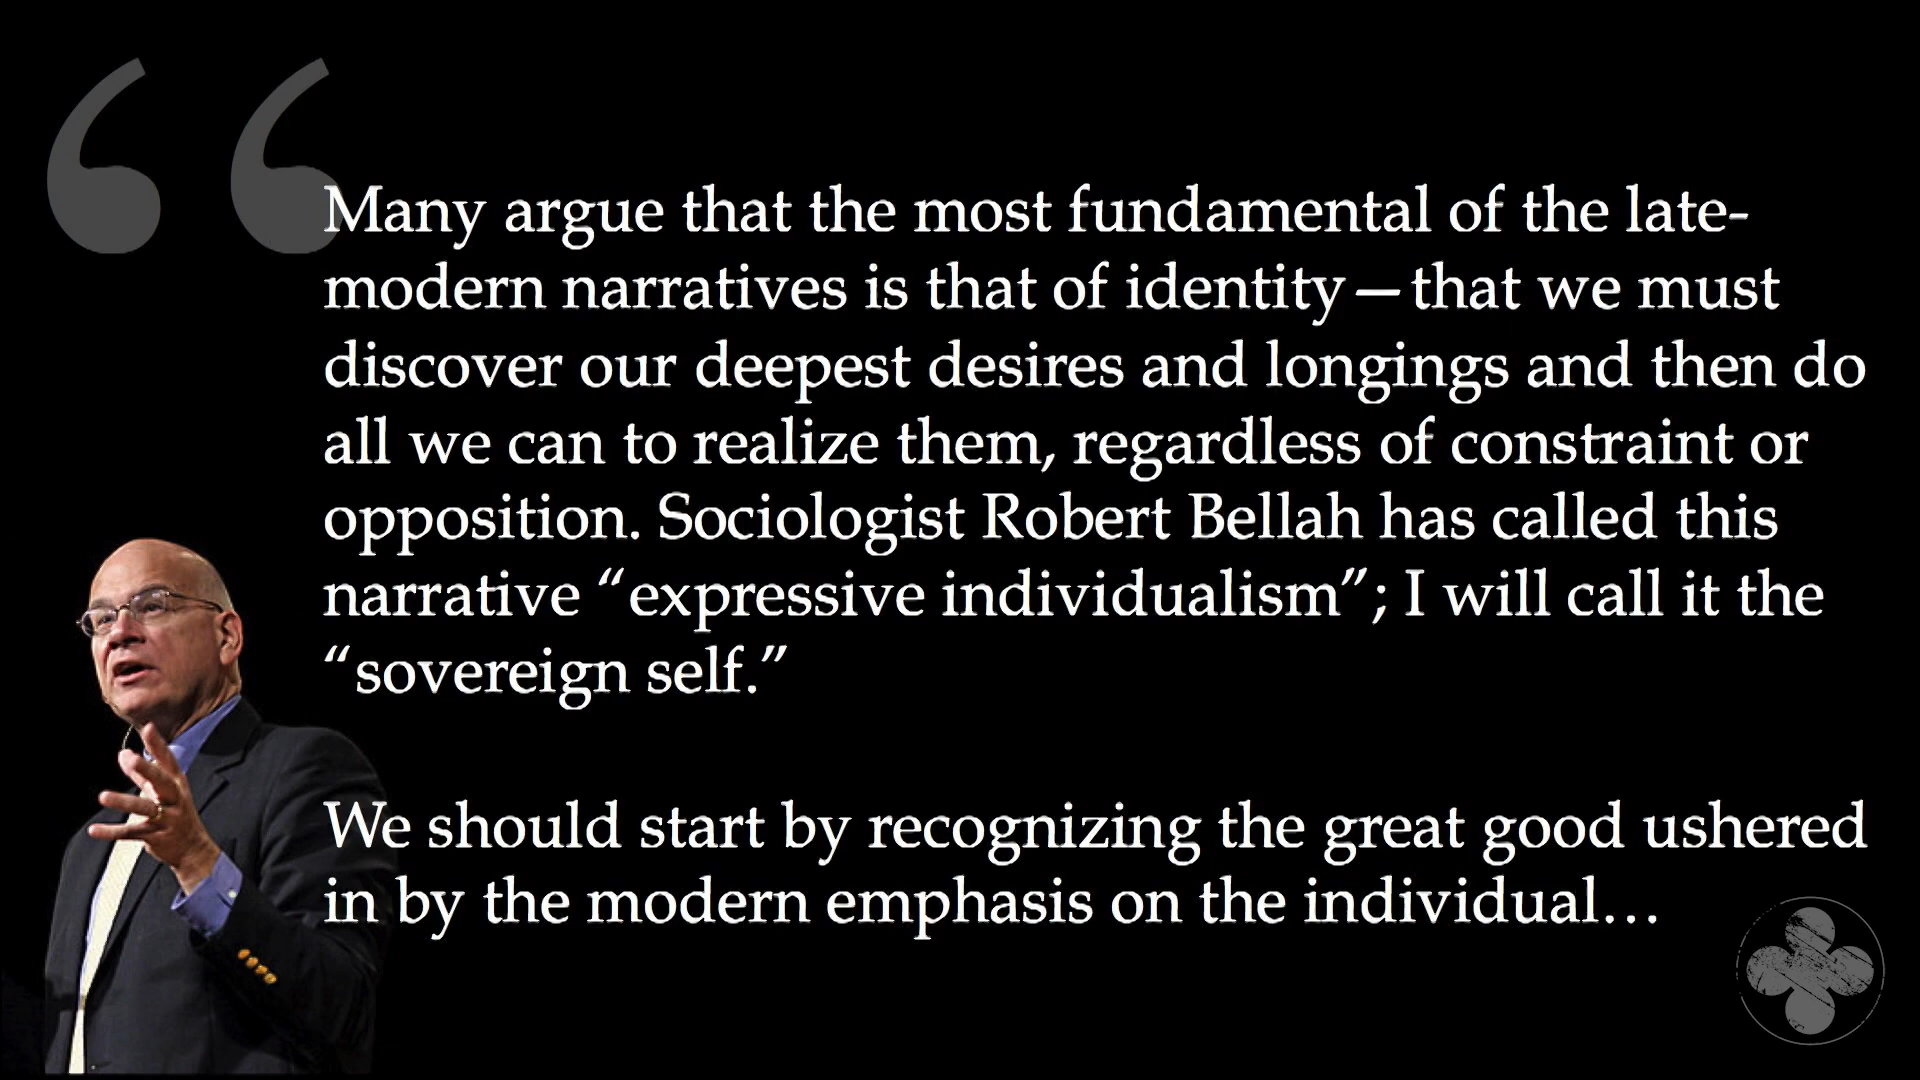 “
Many argue that the most fundamental of the late-
modern narratives is that of identity—that we must
discover our deepest desires and longings and then do
all we can to realize them, regardless of constraint or
opposition. Sociologist Robert Bellah has called this
narrative “expressive individualism”; I will call it the
“sovereign self.”
We should start by recognizing the great good ushered
in by the modern emphasis on the individual…